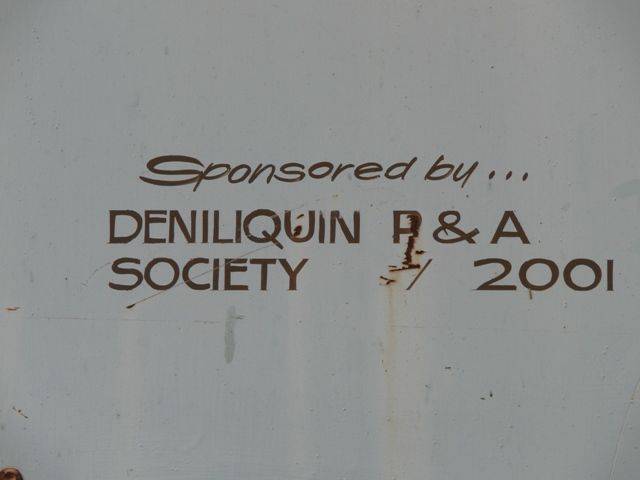 Sponsored by...
DENILIQUIN P & A
SOCIETY / 2001